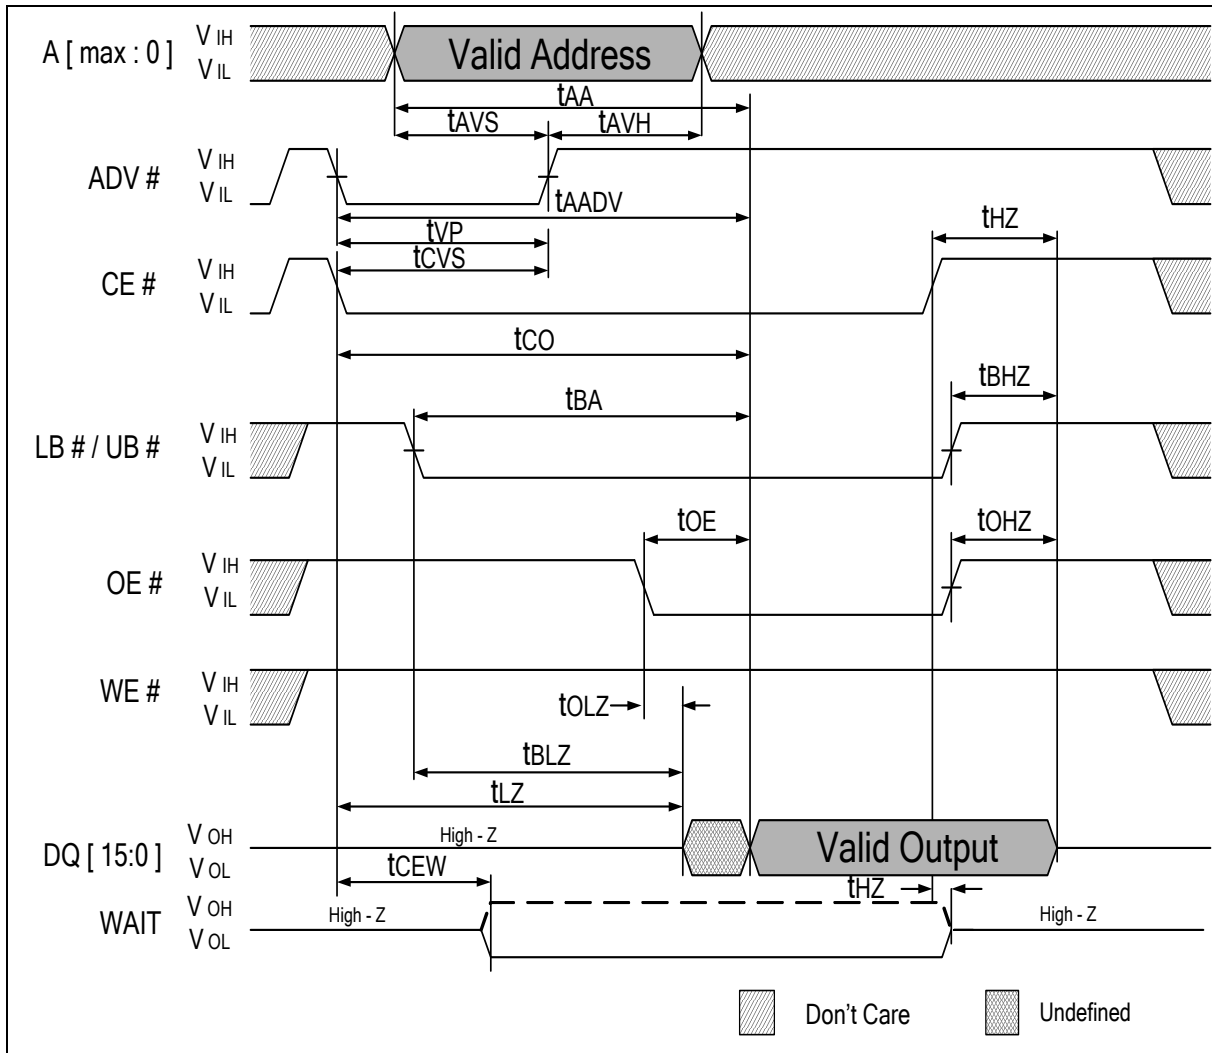 A [ max : 0 ]
V IH
V IL
Valid Address
tAA
tAVS
tAVH
ADV #
V IH
V IL
tAADV
tVP
tCVS
tHZ
CE #
V IH
V IL
tCO
tBHZ
tBA
LB # / UB #
V IH
V IL
tOE
tOHZ
OE #
V IH
V IL
WE #
V IH
V IL
tOLZ
tBLZ
tLZ
DQ [ 15:0 ]
V OH
V OL
High - Z
Valid Output
tCEW
tHZ
WAIT
V OH
V OL
High - Z
High - Z
Don't Care
Undefined